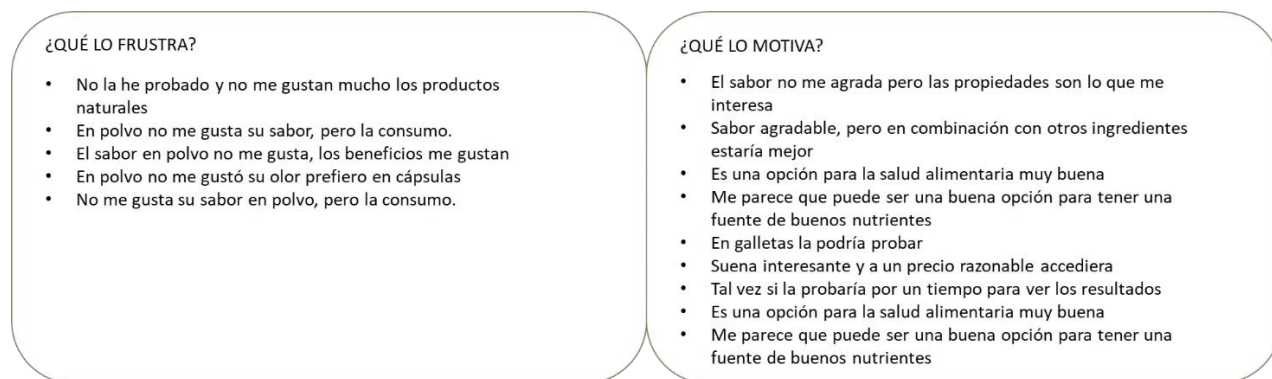 ¿QUÉ LO FRUSTRA?
• No la he probado y no me gustan mucho los productos
naturales
• En polvo no me gusta su sabor, pero la consumo.
• El sabor en polvo no me gusta, los beneficios me gustan
• En polvo no me gustó su olor prefiero en cápsulas
• No me gusta su sabor en polvo, pero la consumo.
¿QUÉ LO MOTIVA?
• El sabor no me agrada pero las propiedades son lo que me
interesa
• Sabor agradable, pero en combinación con otros ingredientes
estaría mejor
• Es una opción para la salud alimentaria muy buena
• Me parece que puede ser una buena opción para tener una
fuente de buenos nutrientes
• En galletas la podría probar
• Suena interesante y a un precio razonable accediera
• Tal vez si la probaría por un tiempo para ver los resultados
• Es una opción para la salud alimentaria muy buena
• Me parece que puede ser una buena opción para tener una
fuente de buenos nutrientes